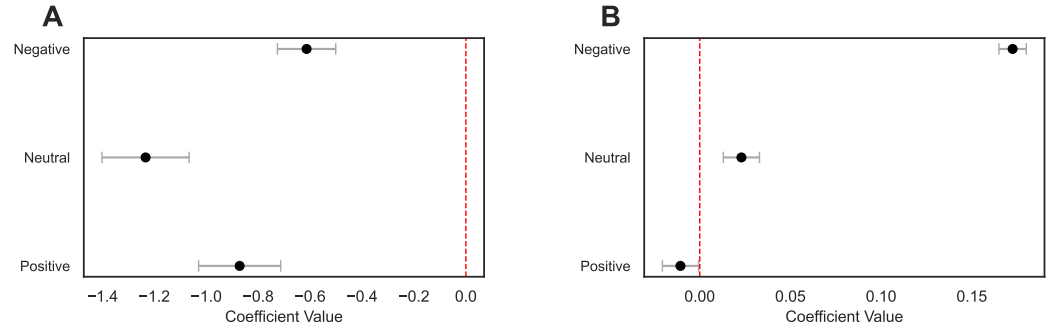 A
Negative
Neutral
Positive
−1.4 −1.2 −1.0 −0.8 −0.6 −0.4 −0.2 0.0
Coefficient Value
B
Negative
Neutral
Positive
0.00 0.05 0.10 0.15
Coefficient Value